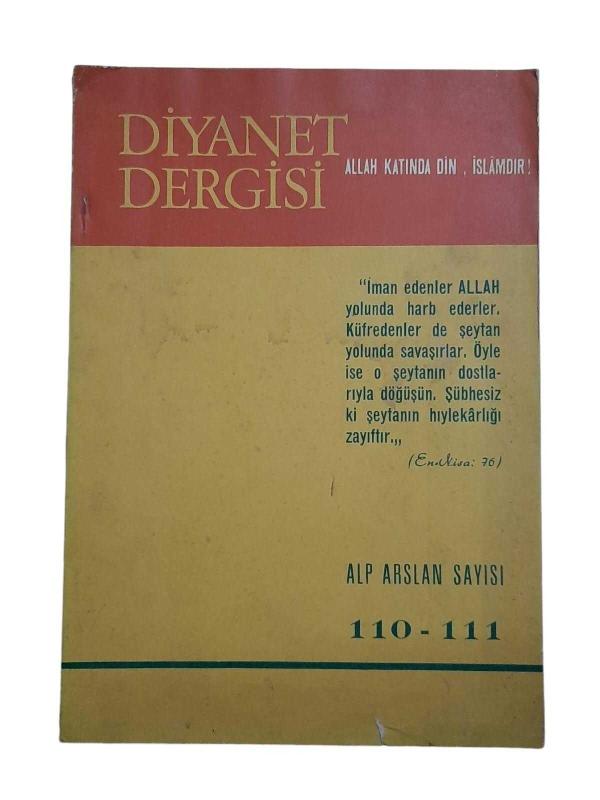 DİYANET
DERGİSİ
ALLAH KATINDA DİN , İSLÂMDIR!
“İman edenler ALLAH
yolunda harb ederler.
Küfredenler de şeytan
yolunda savaşırlar. Öyle
ise o şeytanın dostla-
rıyla döğüşün. Şübhesiz
ki şeytanın hıylekârlığı
zayıftır.„
(En-Nisa: 76)
ALP ARSLAN SAYISI
110 - 111